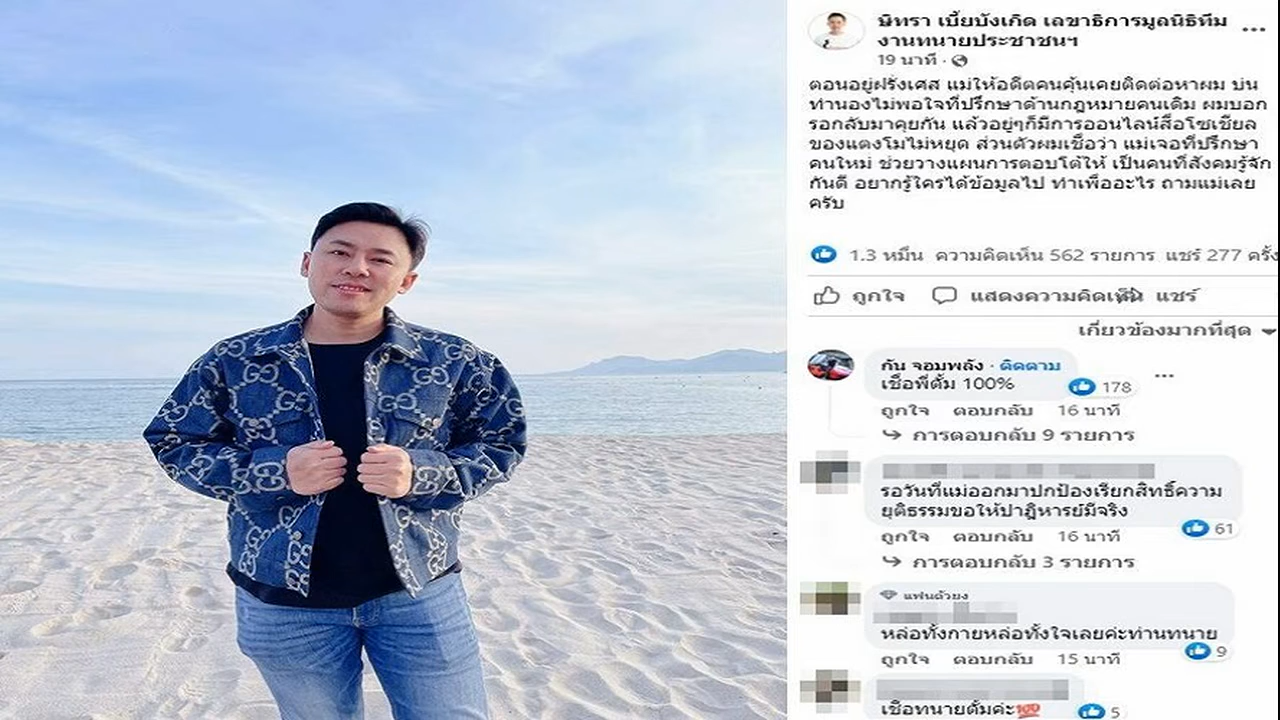 ษิทรา เบี้ยบังเกิด เลขาธิการมูลนิธิทีม
งานทนายประชาชนฯ
19 นาที
ตอนอยู่ฝรั่งเศส แม่ให้อดีตคนคุ้นเคยติดต่อหาผม บ่น
ทำนองไม่พอใจที่ปรึกษาด้านกฎหมายคนเดิม ผมบอก
รอกลับมาคุยกัน แล้วอยู่ๆก็มีการออนไลน์สื่อโซเชียล
ของแตงโมไม่หยุด ส่วนตัวผมเชื่อว่า แม่เจอที่ปรึกษา
คนใหม่ ช่วยวางแผนการตอบโต้ให้ เป็นคนที่สังคมรู้จัก
กันดี อยากรู้ใครได้ข้อมูลไป ทำเพื่ออะไร ถามแม่เลย
ครับ
1.3 หมื่น ความคิดเห็น 562 รายการ แชร์ 277 ครั้ง
ถูกใจ แสดงความคิดเห็น แชร์
เกี่ยวข้องมากที่สุด
กัน จอมพลัง · ติดตาม
เชื่อพี่ตั้ม 100%
178
ถูกใจ ตอบกลับ 16 นาที
การตอบกลับ 9 รายการ
รอวันที่แม่ออกมาปกป้องเรียกสิทธิ์ความ
ยุติธรรมขอให้ปาฎิหารย์มีจริง
61
ถูกใจ ตอบกลับ 16 นาที
การตอบกลับ 3 รายการ
แฟนตัวยง
หล่อทั้งกายหล่อทั้งใจเลยค่ะท่านทนาย
9
ถูกใจ ตอบกลับ 15 นาที
เชื่อทนายตั้มค่ะ💯
5